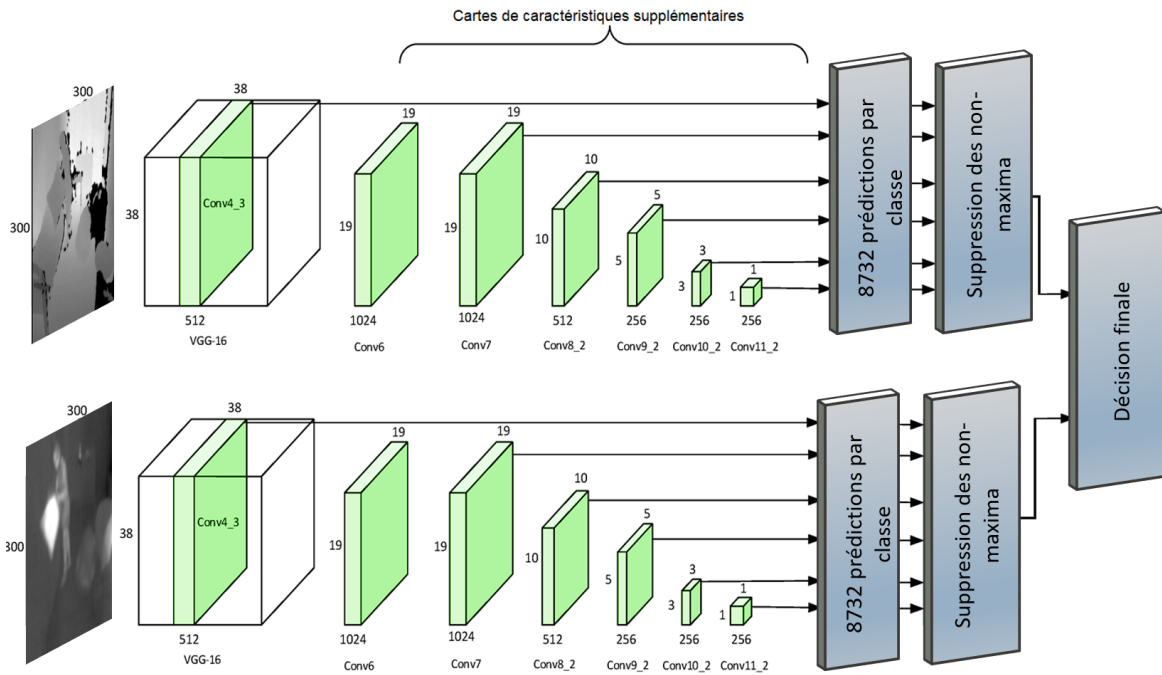 Cartes de caractéristiques supplémentaires
300
300
38
38
Conv4_3
512
VGG-16
19
19
1024
Conv6
19
19
1024
Conv7
10
10
512
Conv8_2
5
5
256
Conv9_2
3
3
256
Conv10_2
1
1
256
Conv11_2
8732 prédictions par
classe
Suppression des non-
maxima
Décision finale
300
300
38
38
Conv4_3
512
VGG-16
19
19
1024
Conv6
19
19
1024
Conv7
10
10
512
Conv8_2
5
5
256
Conv9_2
3
3
256
Conv10_2
1
1
256
Conv11_2
8732 prédictions par
classe
Suppression des non-
maxima